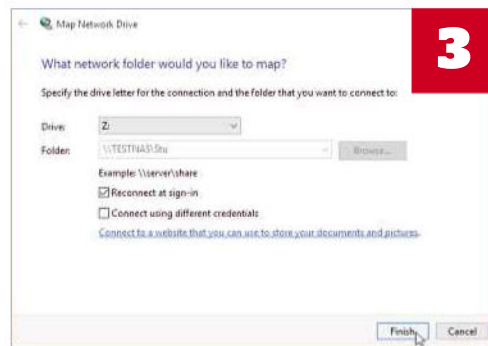 Map Network Drive
3
What network folder would you like to map?
Specify the drive letter for the connection and the folder that you want to connect to:
Drive: Z:
Folder: \\TESTNAS\Stu Browse...
Example: \\server\share
Reconnect at sign-in
Connect using different credentials
Connect to a website that you can use to store your documents and pictures.
Finish Cancel